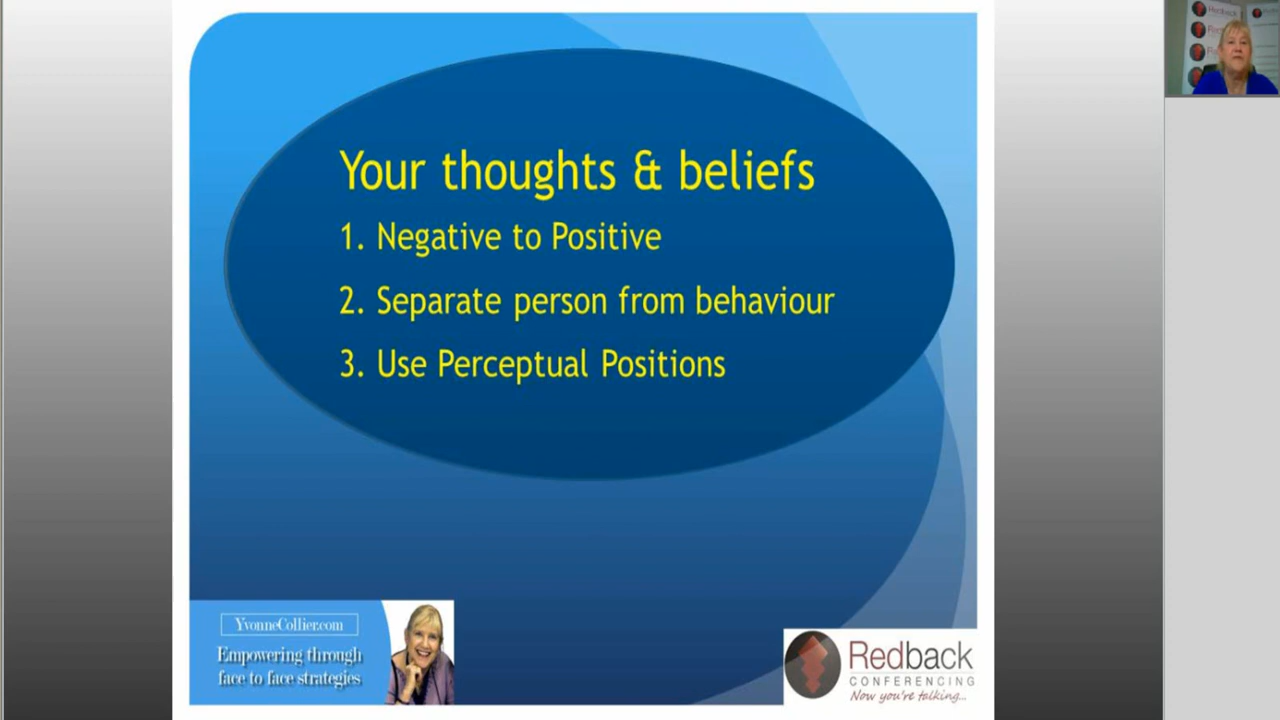 Your thoughts & beliefs
1. Negative to Positive
2. Separate person from behaviour
3. Use Perceptual Positions
YvonneCollier.com
Empowering through
face to face strategies
Redback
CONFERENCING
Now you're talking...
Redback